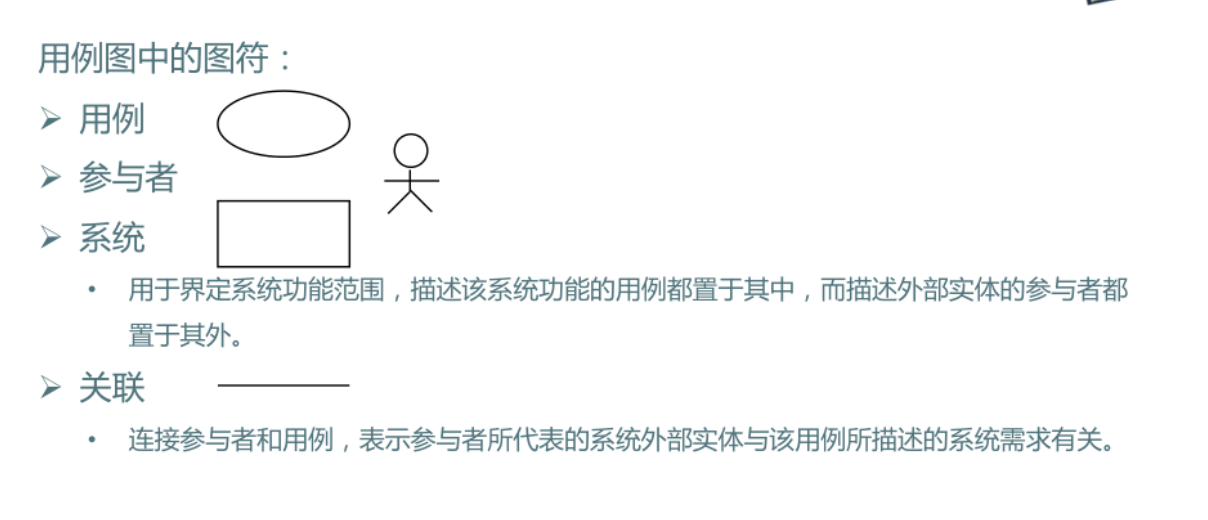 用例图中的图符：
➢ 用例
➢ 参与者
➢ 系统
• 用于界定系统功能范围，描述该系统功能的用例都置于其中，而描述外部实体的参与者都
置于其外。
➢ 关联
• 连接参与者和用例，表示参与者所代表的系统外部实体与该用例所描述的系统需求有关。